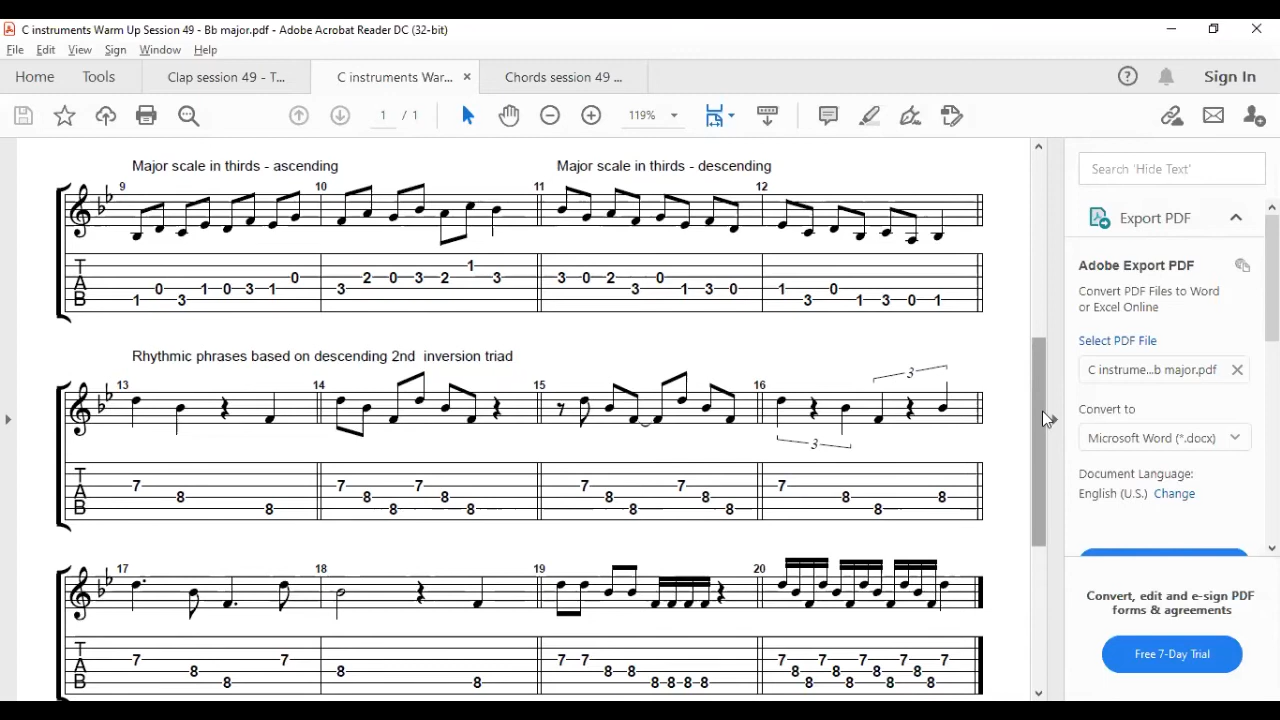 C instruments Warm Up Session 49 - Bb major.pdf - Adobe Acrobat Reader DC (32-bit)
File Edit View Sign Window Help
Home Tools Clap session 49 - T... C instruments War... × Chords session 49 ... Sign In
1 / 1 119%
Major scale in thirds - ascending Major scale in thirds - descending
9 10 11 12
T
A
B
1 0 3 1 0 3 1 0 3 2 0 3 2 1 3 3 0 2 3 0 1 3 0 1 3 0 1 3 0 1
Rhythmic phrases based on descending 2nd inversion triad
13 14 15 16
3
3
T
A
B
7 8 8 7 8 8 7 8 8 7 8 8 7 8 8 7 8 8 8
17 18 19 20
T
A
B
7 8 8 7 8 8 7 7 8 8 8 8 8 8 7 8 8 7 8 8 7 8 8 7 8 8 7
Search 'Hide Text'
Export PDF
Adobe Export PDF
Convert PDF Files to Word
or Excel Online
Select PDF File
C instrume...b major.pdf ×
Convert to
Microsoft Word (*.docx)
Document Language:
English (U.S.) Change
Convert, edit and e-sign PDF
forms & agreements
Free 7-Day Trial